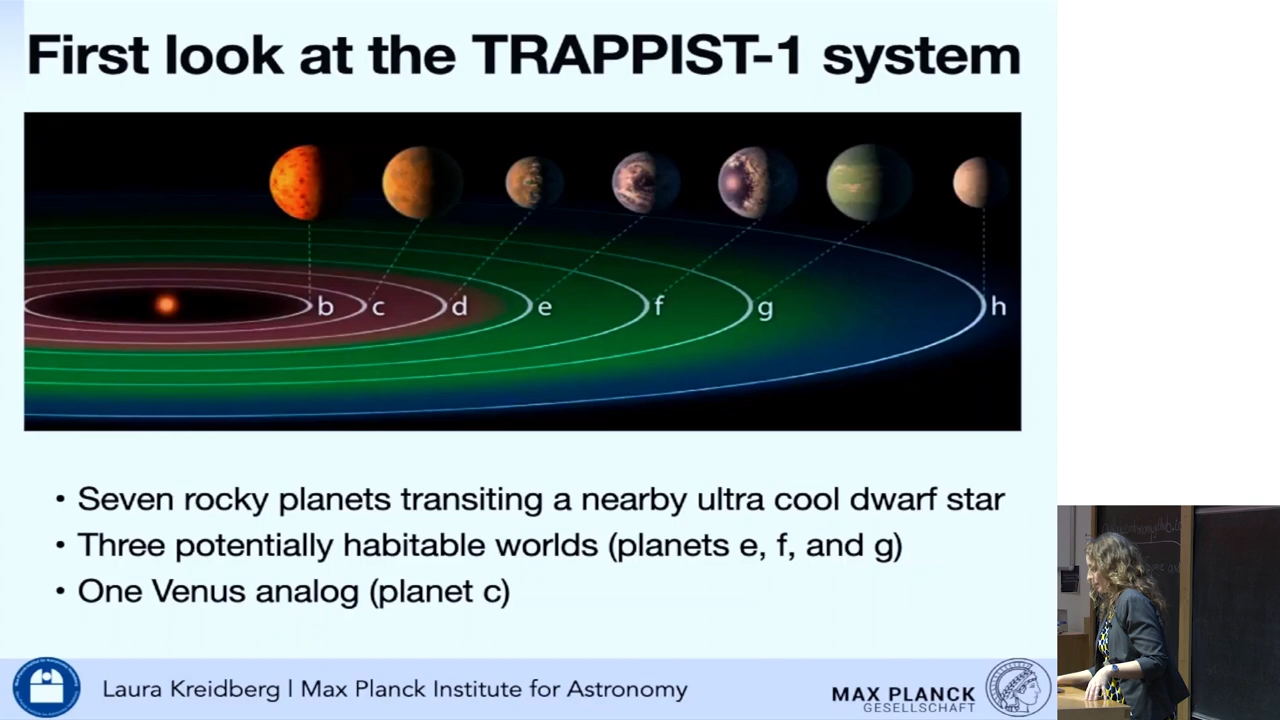 First look at the TRAPPIST-1 system
b c d e f g h
• Seven rocky planets transiting a nearby ultra cool dwarf star
• Three potentially habitable worlds (planets e, f, and g)
• One Venus analog (planet c)
Laura Kreidberg | Max Planck Institute for Astronomy
MAX PLANCK
GESELLSCHAFT